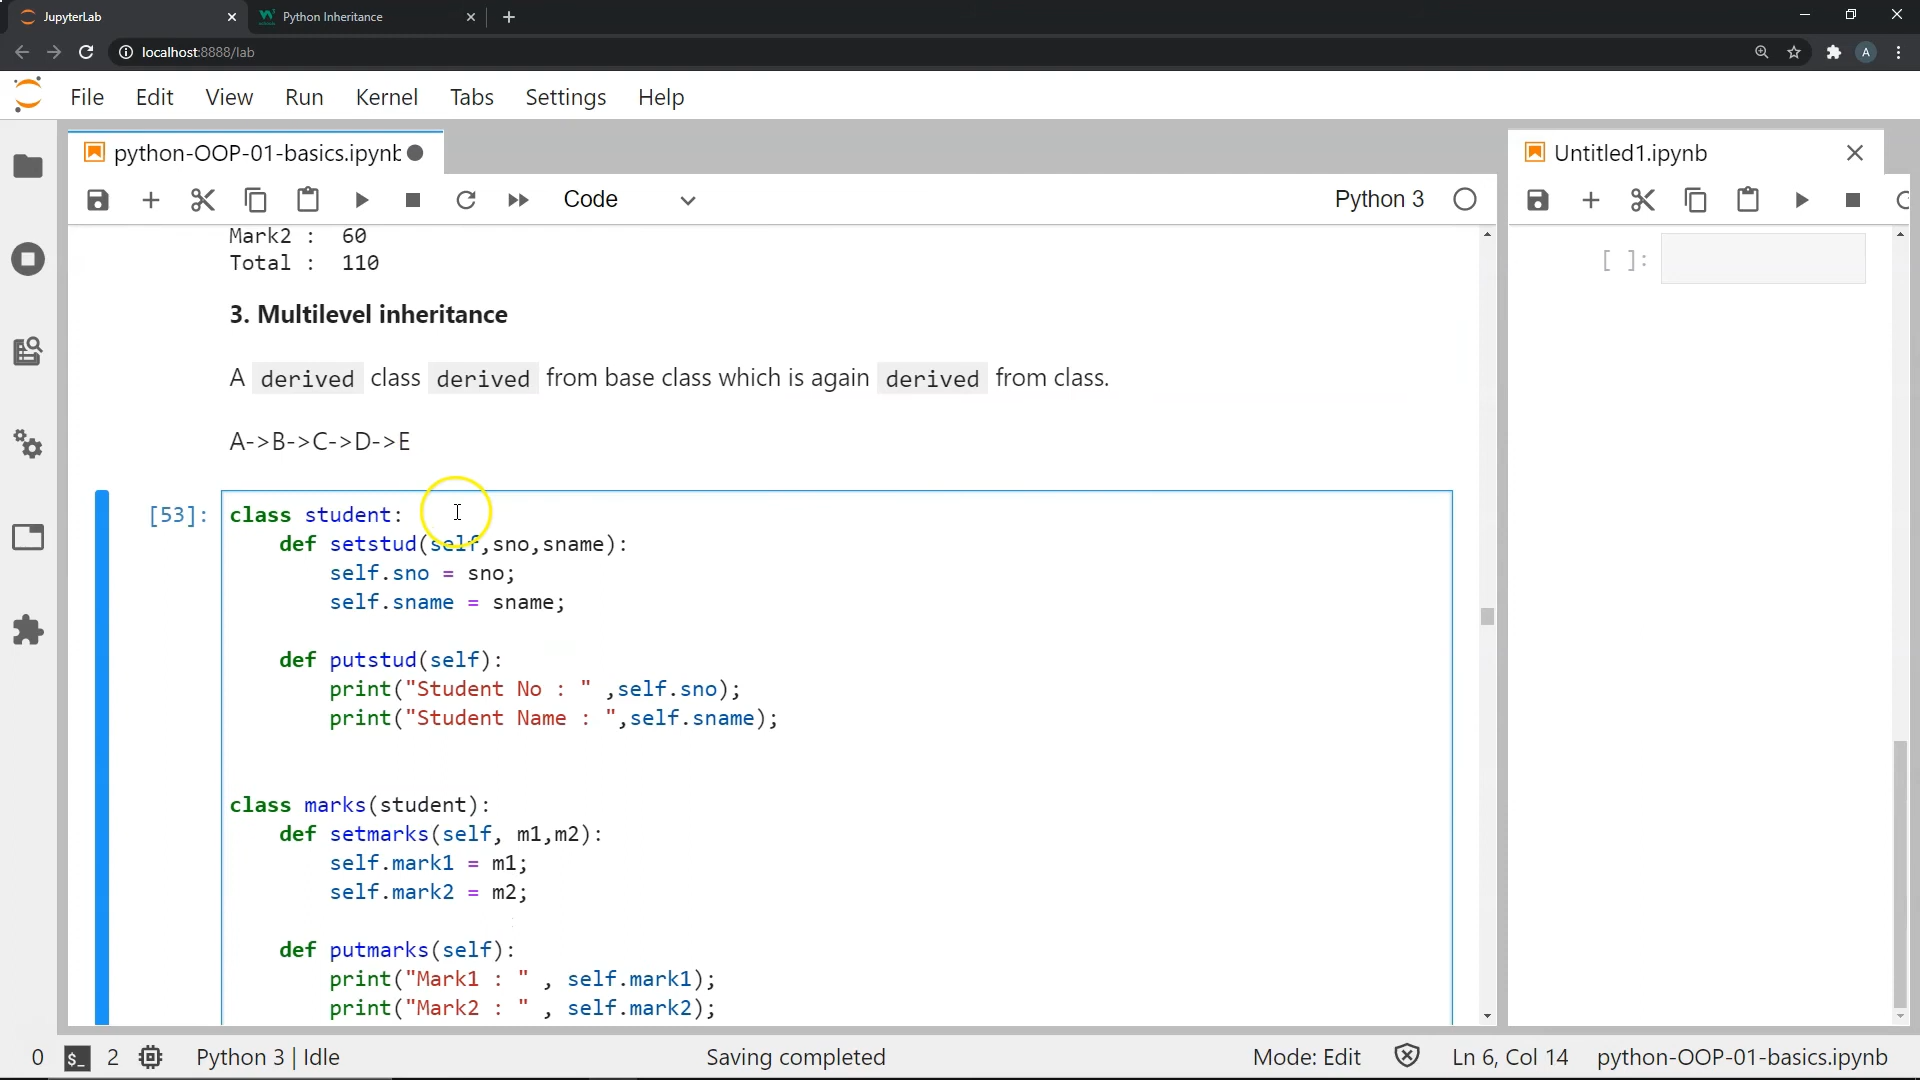 JupyterLab
Python Inheritance
localhost:8888/lab
A
File Edit View Run Kernel Tabs Settings Help
python-OOP-01-basics.ipynb
Untitled1.ipynb
Code
Python 3
Mark2 : 60
Total : 110
[ ]:
3. Multilevel inheritance
A derived class derived from base class which is again derived from class.
A->B->C->D->E
[53]:
class student:
def setstud(self,sno,sname):
self.sno = sno;
self.sname = sname;
def putstud(self):
print("Student No : " ,self.sno);
print("Student Name : ",self.sname);
class marks(student):
def setmarks(self, m1,m2):
self.mark1 = m1;
self.mark2 = m2;
def putmarks(self):
print("Mark1 : " , self.mark1);
print("Mark2 : " , self.mark2);
0 $_ 2 Python 3 | Idle Saving completed Mode: Edit Ln 6, Col 14 python-OOP-01-basics.ipynb